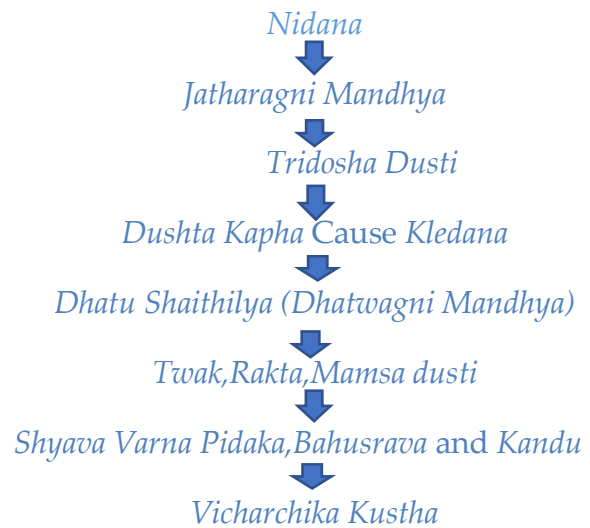 Nidana
Jatharagni Mandhya
Tridosha Dusti
Dushta Kapha Cause Kledana
Dhatu Shaithilya (Dhatwagni Mandhya)
Twak,Rakta,Mamsa dusti
Shyava Varna Pidaka,Bahusrava and Kandu
Vicharchika Kustha